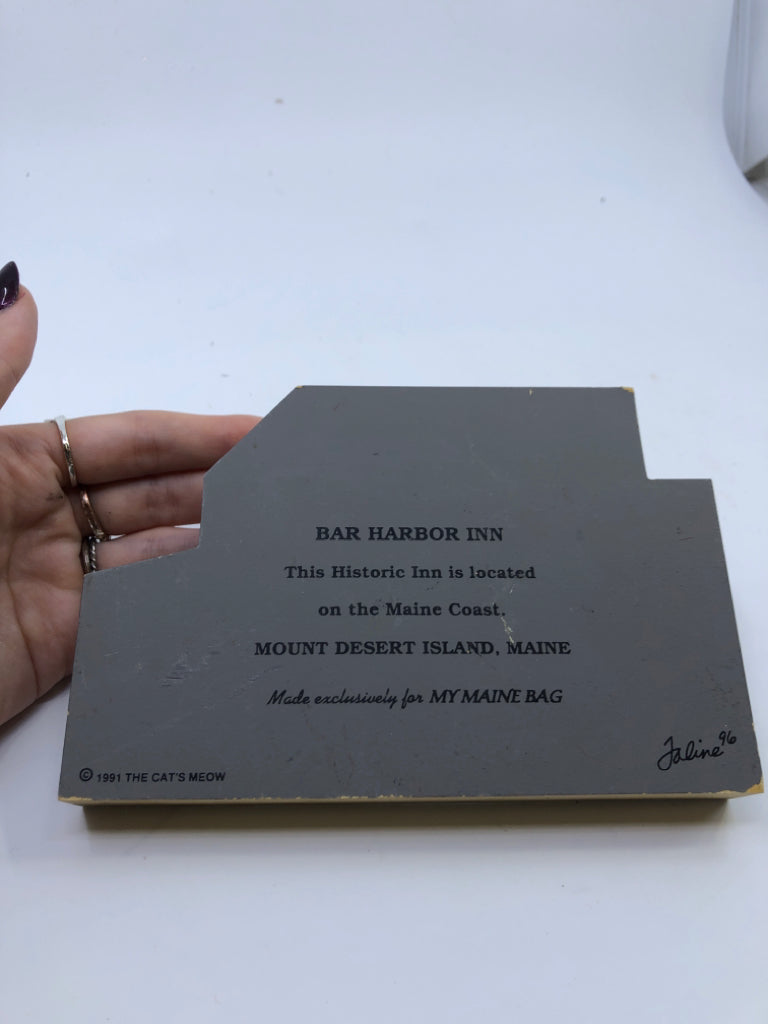 BAR HARBOR INN
This Historic Inn is located
on the Maine Coast.
MOUNT DESERT ISLAND, MAINE
Made exclusively for MY MAINE BAG
Faline 96
© 1991 THE CAT'S MEOW